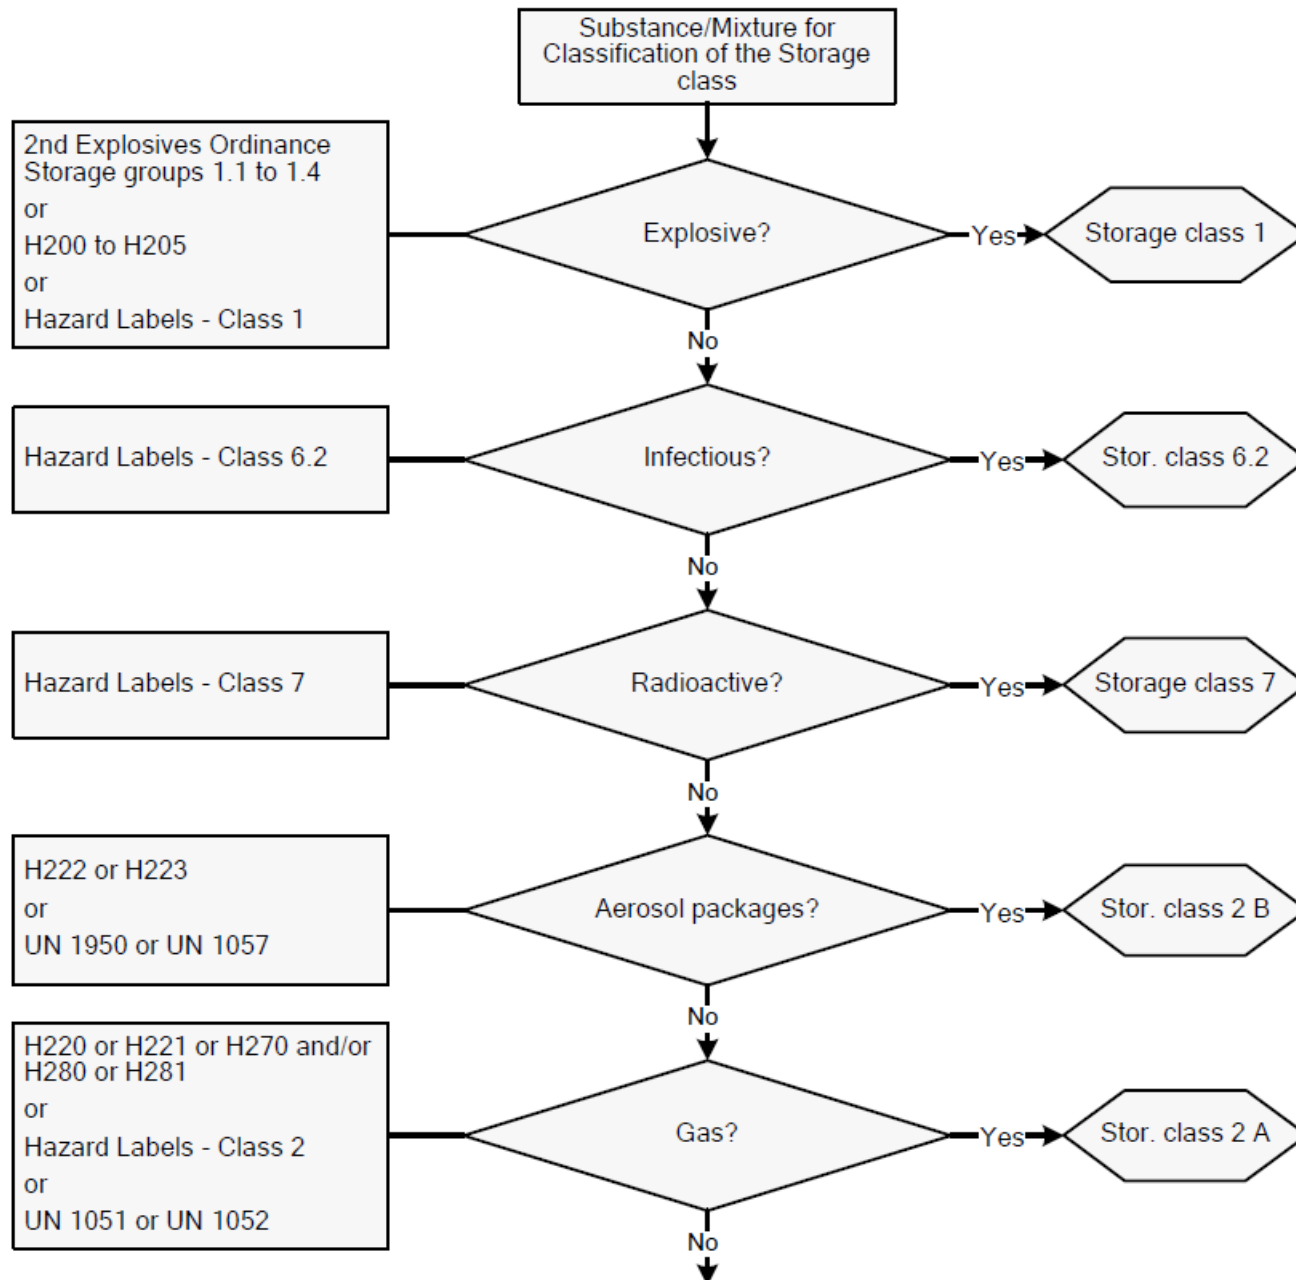 Substance/Mixture for
Classification of the Storage
class
2nd Explosives Ordinance
Storage groups 1.1 to 1.4
or
H200 to H205
or
Hazard Labels - Class 1
Explosive?
Yes
Storage class 1
No
Hazard Labels - Class 6.2
Infectious?
Yes
Stor. class 6.2
No
Hazard Labels - Class 7
Radioactive?
Yes
Storage class 7
No
H222 or H223
or
UN 1950 or UN 1057
Aerosol packages?
Yes
Stor. class 2 B
No
H220 or H221 or H270 and/or
H280 or H281
or
Hazard Labels - Class 2
or
UN 1051 or UN 1052
Gas?
Yes
Stor. class 2 A
No